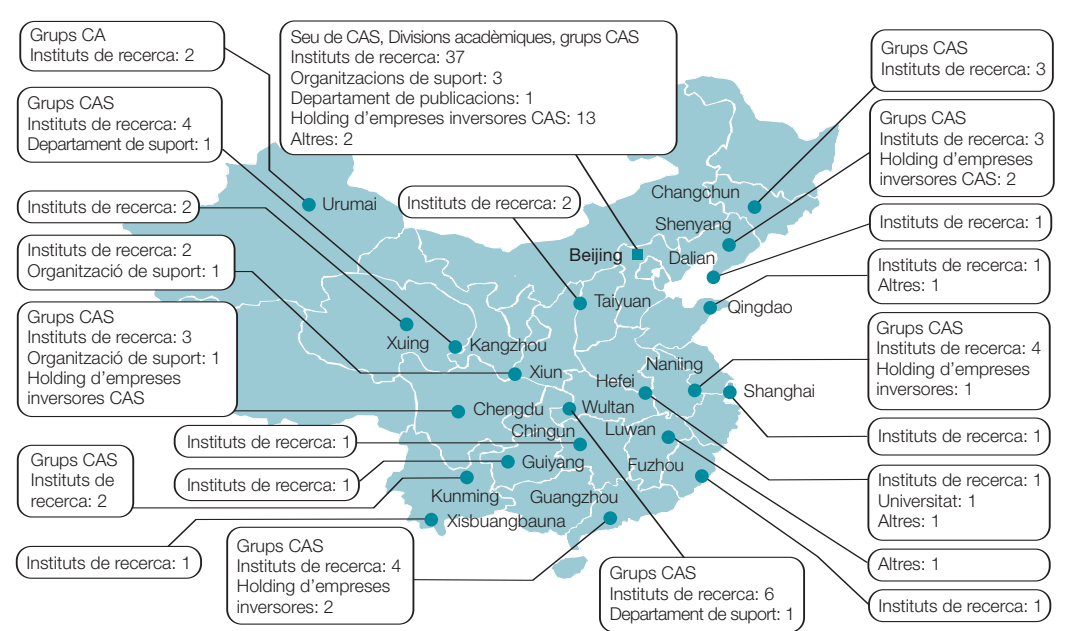 Grups CA
Instituts de recerca: 2
Seu de CAS, Divisions acadèmiques, grups CAS
Instituts de recerca: 37
Organitzacions de suport: 3
Departament de publicacions: 1
Holding d’empreses inversores CAS: 13
Altres: 2
Grups CAS
Instituts de recerca: 3
Grups CAS
Instituts de recerca: 4
Departament de suport: 1
Grups CAS
Instituts de recerca: 3
Holding d’empreses
inversores CAS: 2
Instituts de recerca: 2
Instituts de recerca: 2
Instituts de recerca: 1
Instituts de recerca: 2
Organització de suport: 1
Instituts de recerca: 1
Altres: 1
Grups CAS
Instituts de recerca: 3
Organització de suport: 1
Holding d’empreses
inversores CAS
Grups CAS
Instituts de recerca: 4
Holding d’empreses
inversores: 1
Instituts de recerca: 1
Instituts de recerca: 1
Grups CAS
Instituts de
recerca: 2
Instituts de recerca: 1
Instituts de recerca: 1
Universitat: 1
Altres: 1
Instituts de recerca: 1
Grups CAS
Instituts de recerca: 4
Holding d’empreses
inversores: 2
Grups CAS
Instituts de recerca: 6
Departament de suport: 1
Altres: 1
Instituts de recerca: 1
Urumai
Changchun
Shenyang
Beijing
Dalian
Taiyuan
Qingdao
Xuing
Kangzhou
Xiun
Naniing
Hefei
Shanghai
Chengdu
Wultan
Chingun
Luwan
Guiyang
Fuzhou
Kunming
Guangzhou
Xisbuangbauna